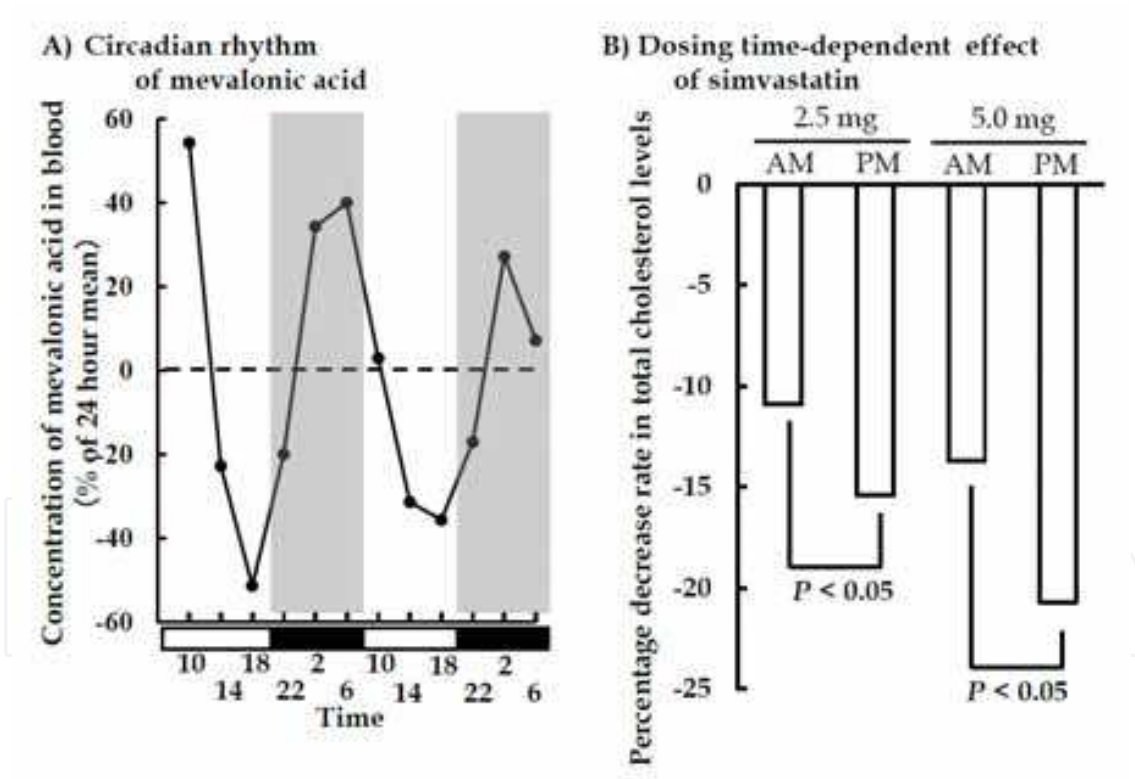 A) Circadian rhythm
of mevalonic acid
Concentration of mevalonic acid in blood
(% of 24 hour mean)
60
40
20
0
-20
-40
-60
10 18 2 10 18 2
14 22 6 14 22 6
Time
B) Dosing time-dependent effect
of simvastatin
Percentage decrease rate in total cholesterol levels
2.5 mg 5.0 mg
AM PM AM PM
0
-5
-10
-15
-20
-25
P < 0.05
P < 0.05